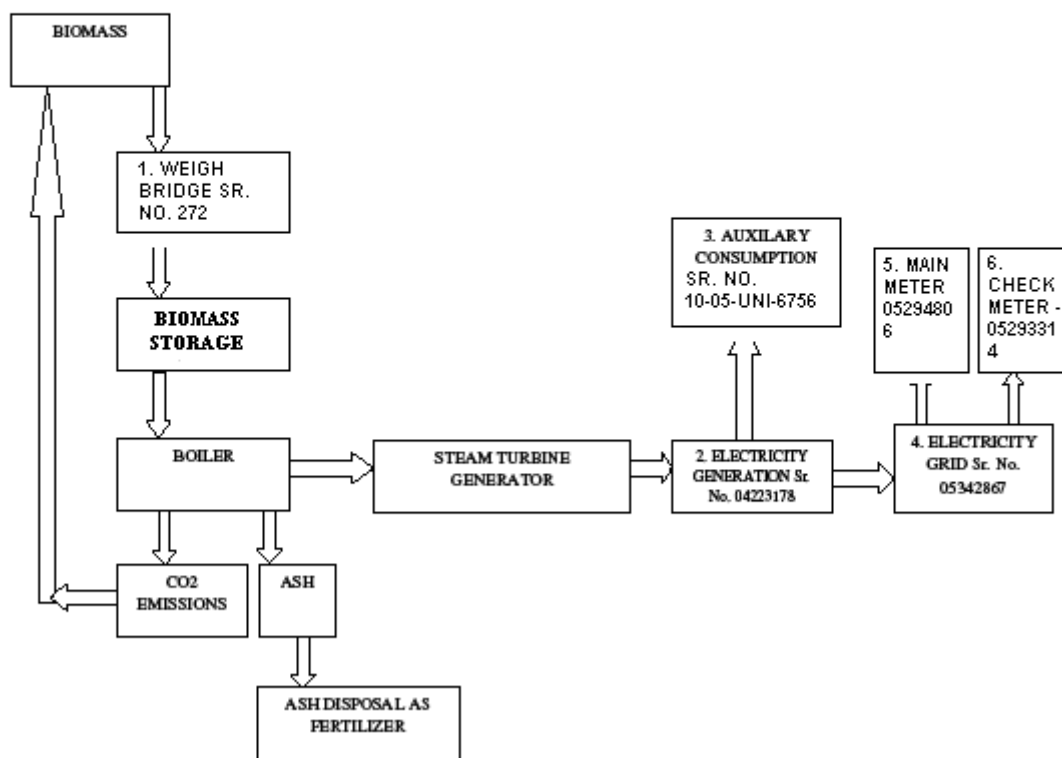 BIOMASS
1. WEIGH
BRIDGE SR.
NO. 272
BIOMASS
STORAGE
BOILER
CO2
EMISSIONS
ASH
ASH DISPOSAL AS
FERTILIZER
STEAM TURBINE
GENERATOR
2. ELECTRICITY
GENERATION Sr.
No. 04223178
3. AUXILARY
CONSUMPTION
SR. NO.
10-05-UNI-6756
4. ELECTRICITY
GRID Sr. No.
05342867
5. MAIN
METER
0529480
6
6.
CHECK
METER -
0529331
4